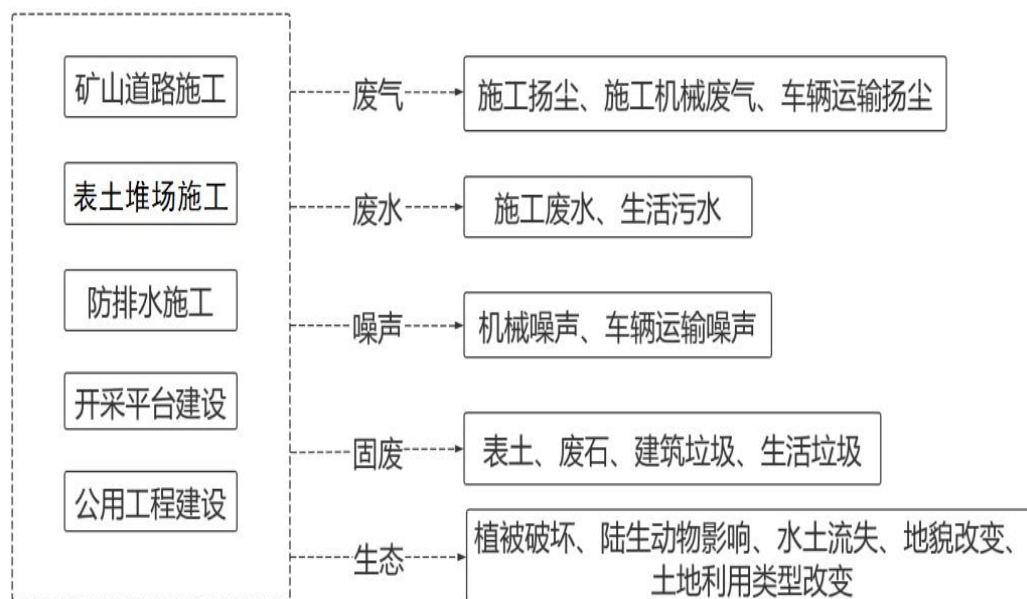 矿山道路施工
表土堆场施工
防排水施工
开采平台建设
公用工程建设
废气
施工扬尘、施工机械废气、车辆运输扬尘
废水
施工废水、生活污水
噪声
机械噪声、车辆运输噪声
固废
表土、废石、建筑垃圾、生活垃圾
生态
植被破坏、陆生动物影响、水土流失、地貌改变、
土地利用类型改变